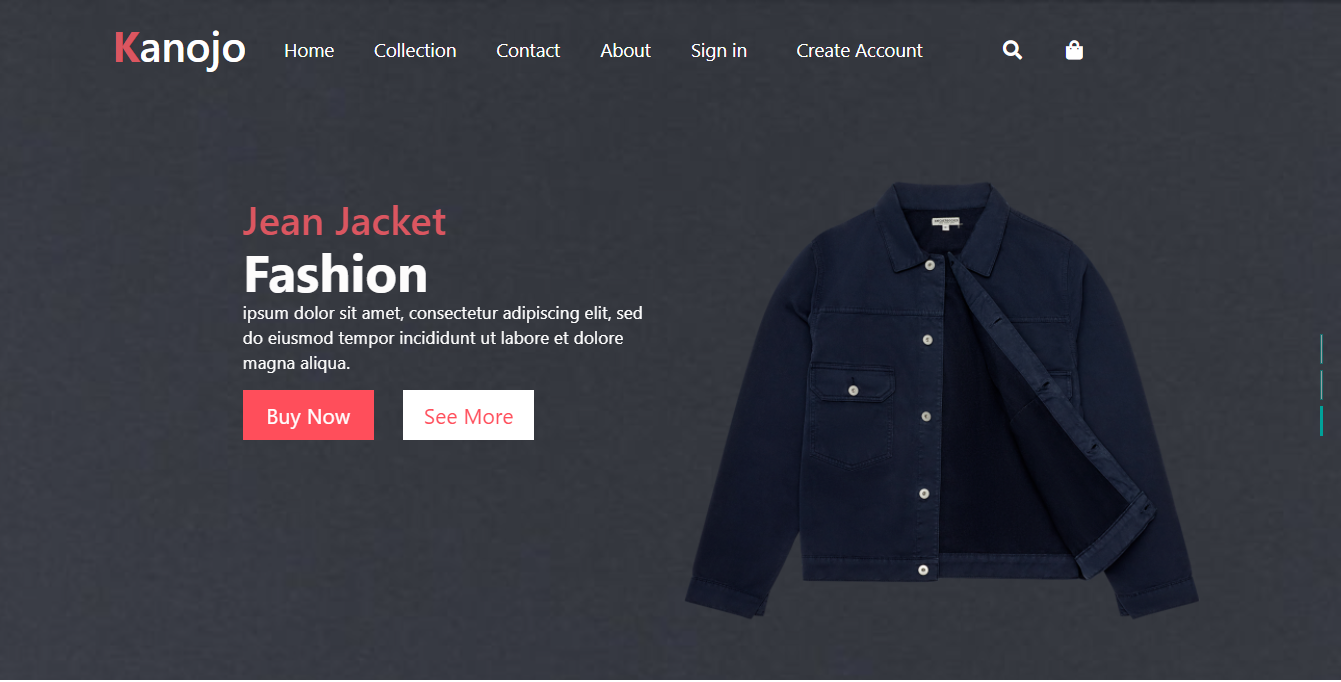 Kanojo Home Collection Contact About Sign in Create Account
Jean Jacket
Fashion
ipsum dolor sit amet, consectetur adipiscing elit, sed
do eiusmod tempor incididunt ut labore et dolore
magna aliqua.
Buy Now See More